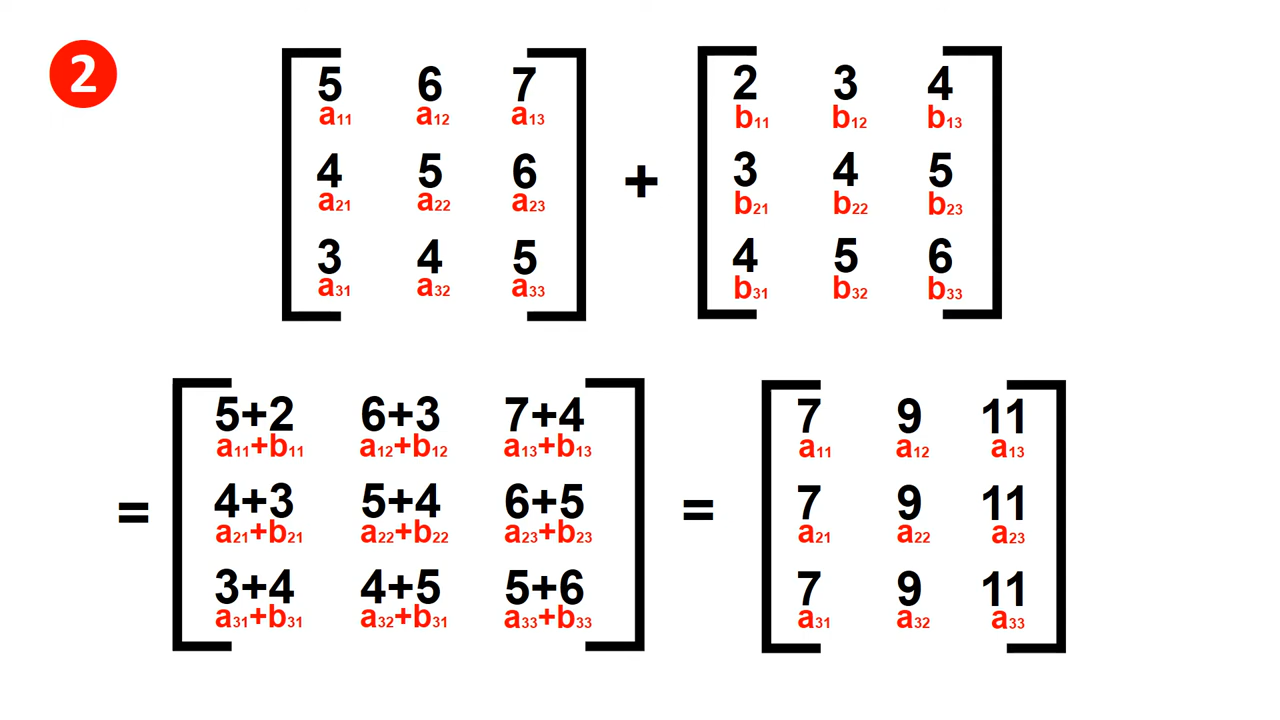 2
5 6 7 2 3 4
a11 a12 a13 b11 b12 b13
4 5 6 + 3 4 5
a21 a22 a23 b21 b22 b23
3 4 5 4 5 6
a31 a32 a33 b31 b32 b33
5+2 6+3 7+4 7 9 11
a11+b11 a12+b12 a13+b13 a11 a12 a13
= 4+3 5+4 6+5 = 7 9 11
a21+b21 a22+b22 a23+b23 a21 a22 a23
3+4 4+5 5+6 7 9 11
a31+b31 a32+b31 a33+b33 a31 a32 a33